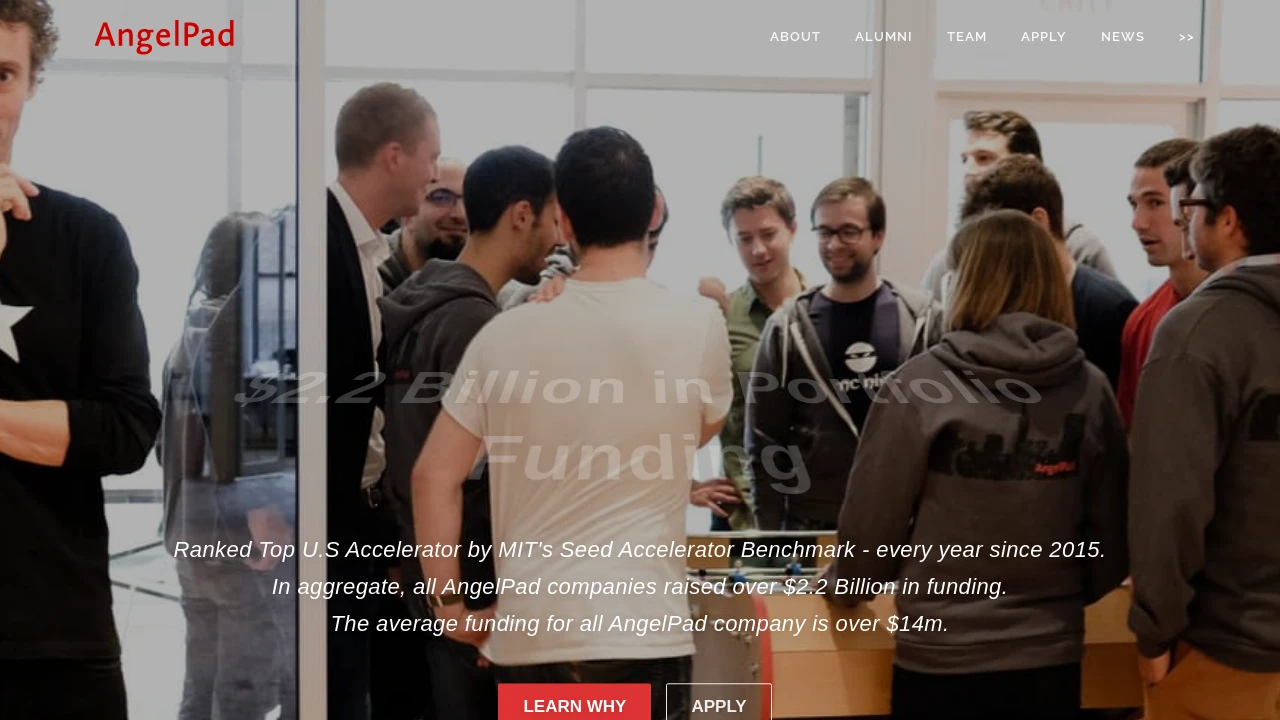 AngelPad
ABOUT ALUMNI TEAM APPLY NEWS >>
$2.2 Billion in Portfolio
Funding
AngelPad
Ranked Top U.S Accelerator by MIT's Seed Accelerator Benchmark - every year since 2015.
In aggregate, all AngelPad companies raised over $2.2 Billion in funding.
The average funding for all AngelPad company is over $14m.
LEARN WHY
APPLY